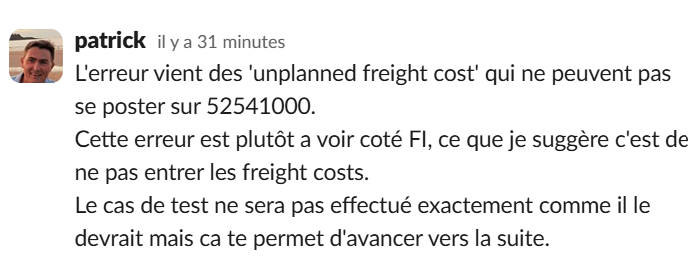 patrick il y a 31 minutes
L'erreur vient des 'unplanned freight cost' qui ne peuvent pas
se poster sur 52541000.
Cette erreur est plutôt a voir coté FI, ce que je suggère c'est de
ne pas entrer les freight costs.
Le cas de test ne sera pas effectué exactement comme il le
devrait mais ca te permet d'avancer vers la suite.